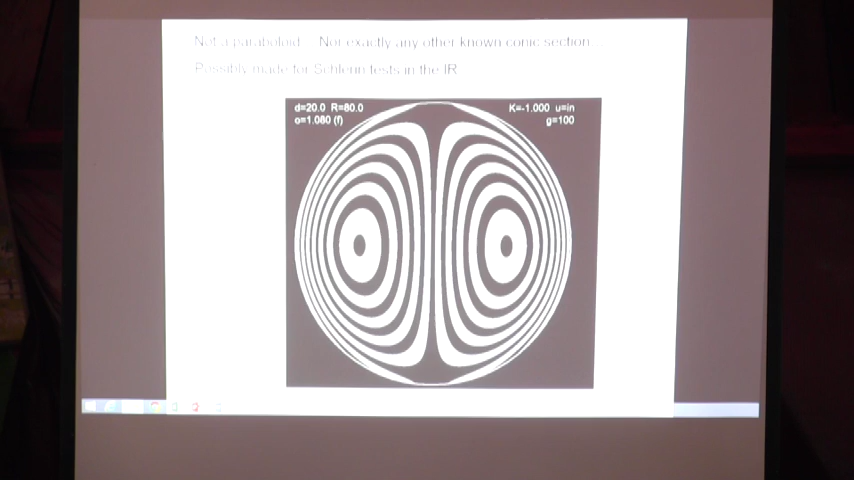 Not a paraboloid. Nor exactly any other known conic section.
Possibly made for Schlerin tests in the IR
d=20.0 R=80.0
K=-1.000 u=in
o=1.080 (f)
g=100